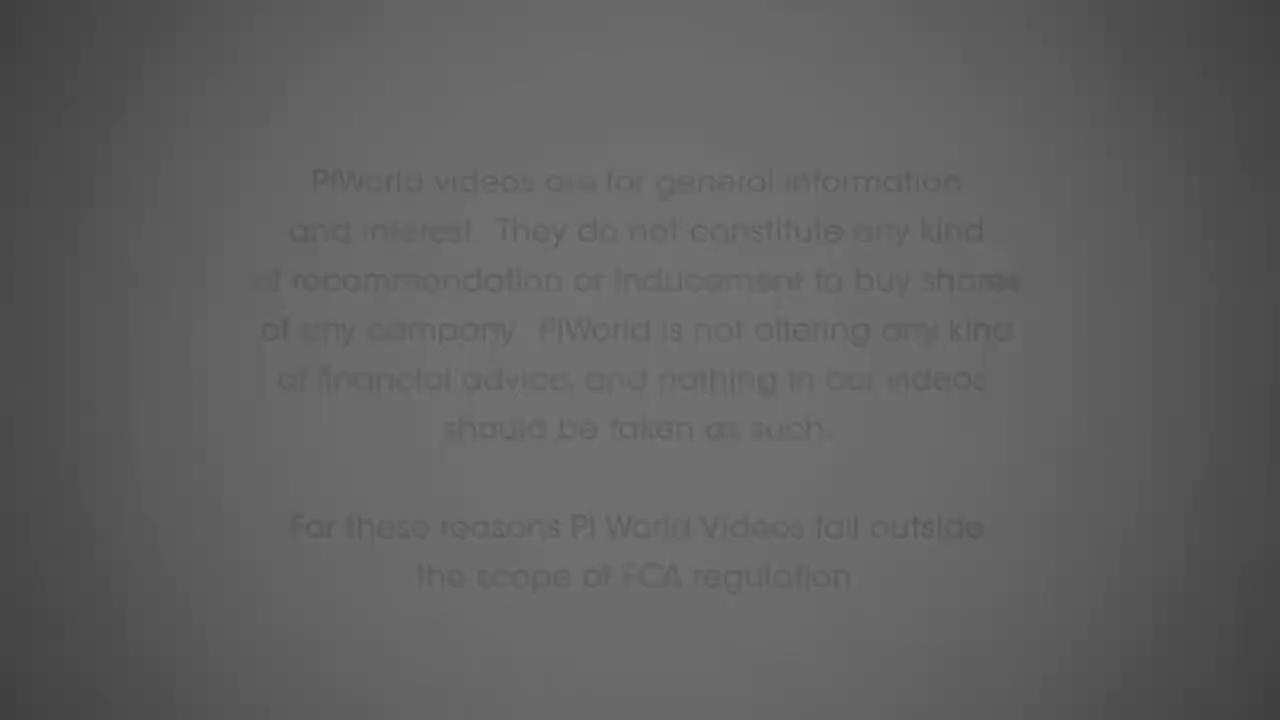 PIWorld videos are for general information
and interest. They do not constitute any kind
of recommendation or inducement to buy shares
of any company. PIWorld is not offering any kind
of financial advice, and nothing in our videos
should be taken as such.
For these reasons PI World Videos fall outside
the scope of FCA regulation